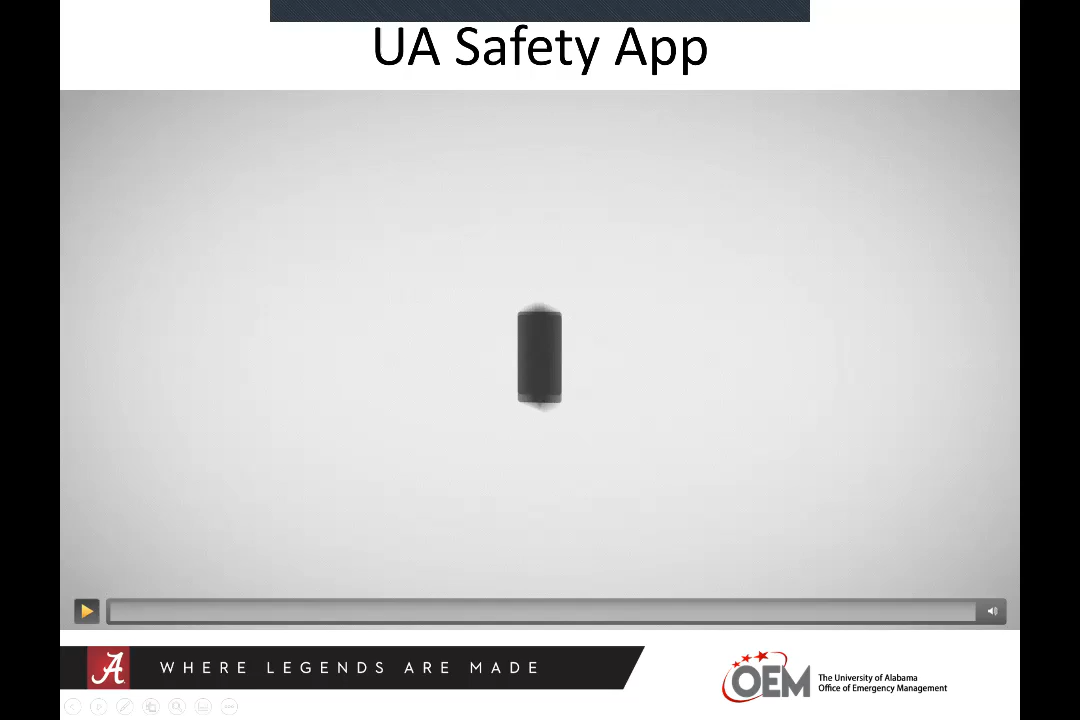 UA Safety App
A WHERE LEGENDS ARE MADE
OEM
The University of Alabama
Office of Emergency Management